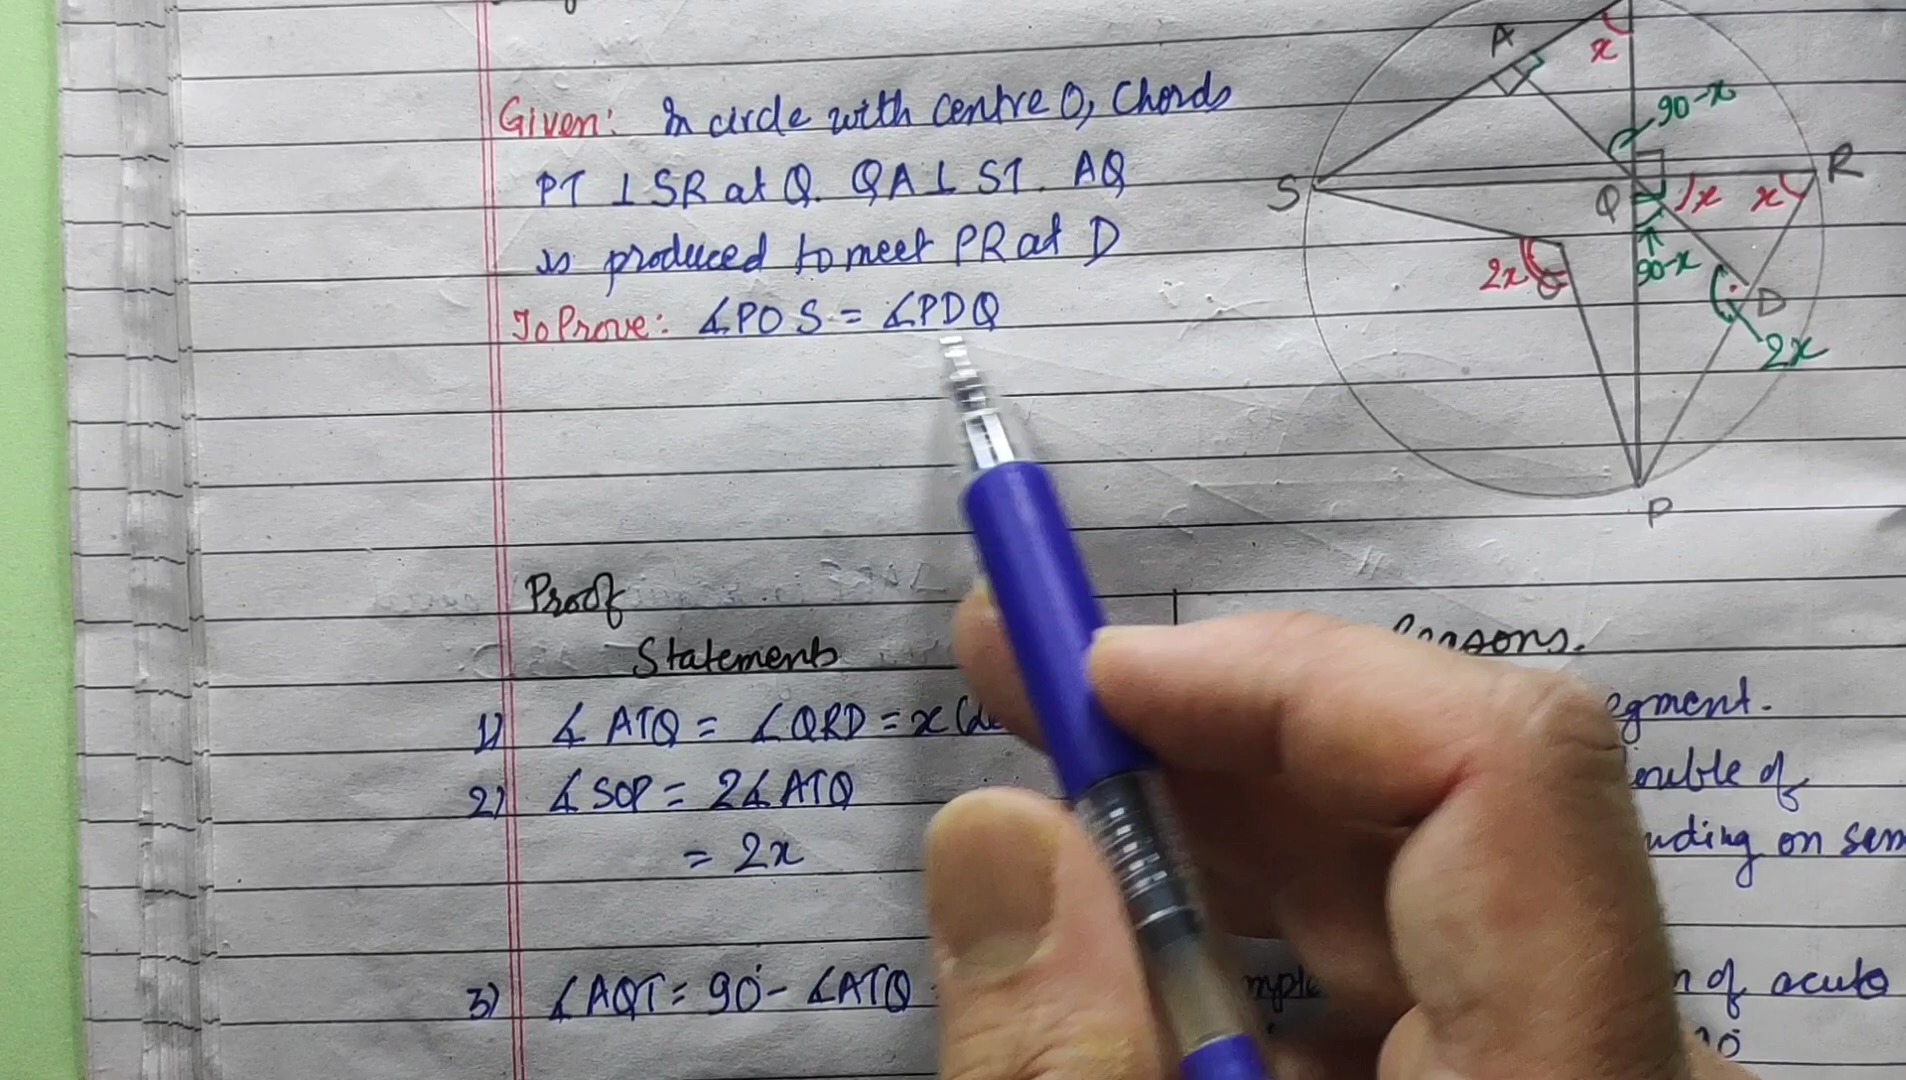 Given: In circle with centre O, Chords
PT ⊥ SR at Q. QA ⊥ ST. AQ
is produced to meet PR at D
To Prove: ∡POS = ∡PDQ
A
x
90-x
S
Q
x
x
R
2x
O
90-x
D
2x
P
Proof
Statements
1) ∡ ATQ = ∡QRD = x
egment.
2) ∡ SOP = 2∡ATQ
ouble of
= 2x
nding on sem
3) ∡AQT = 90° - ∡ATQ
n of acute